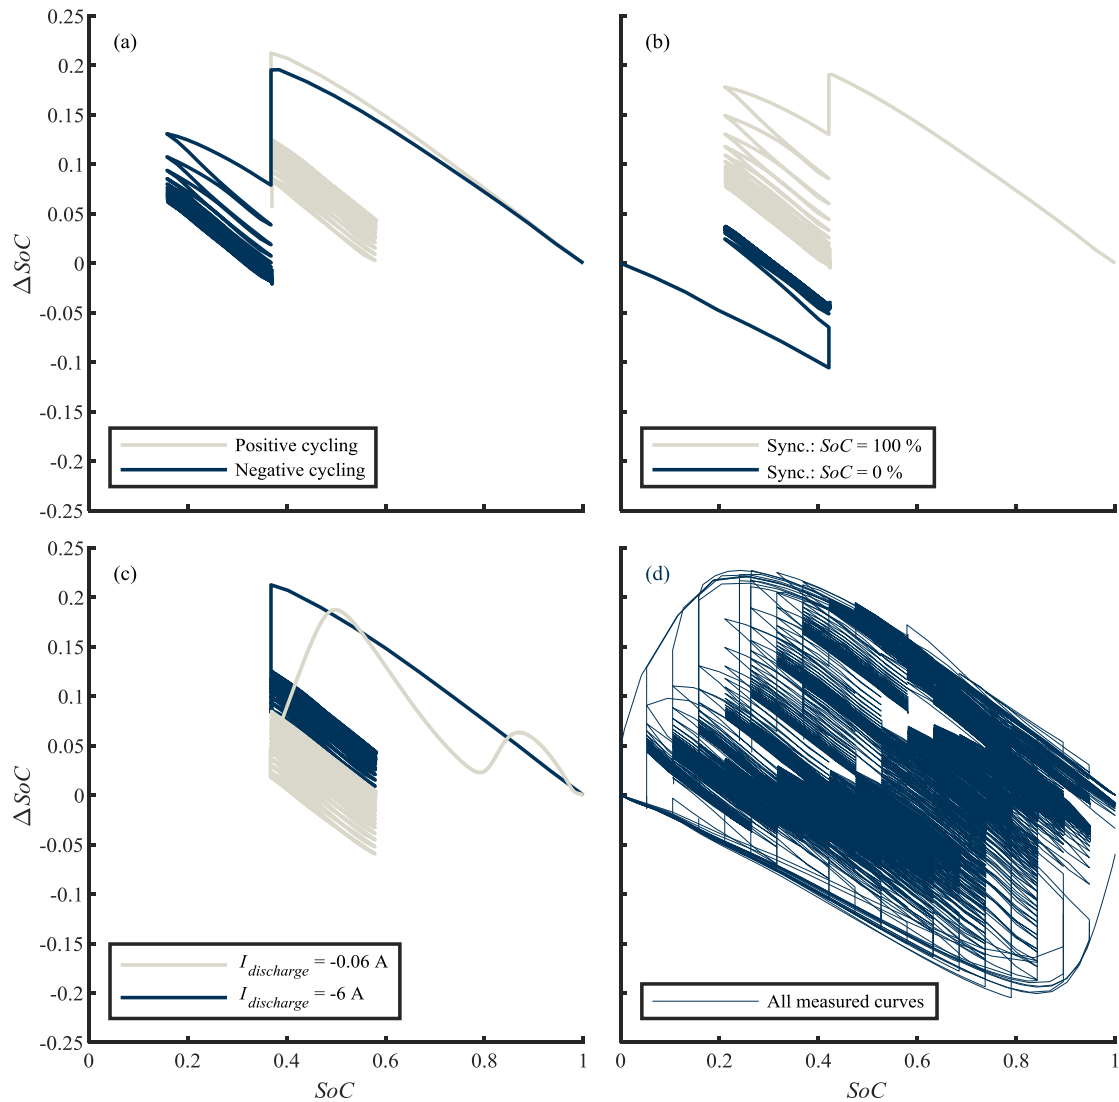 0.25
0.2
0.15
0.1
0.05
0
-0.05
-0.1
-0.15
-0.2
-0.25
ΔSoC
(a)
Positive cycling
Negative cycling
(b)
Sync.: SoC = 100 %
Sync.: SoC = 0 %
0.25
0.2
0.15
0.1
0.05
0
-0.05
-0.1
-0.15
-0.2
-0.25
ΔSoC
(c)
I discharge = -0.06 A
I discharge = -6 A
0 0.2 0.4 0.6 0.8 1
SoC
(d)
All measured curves
0 0.2 0.4 0.6 0.8 1
SoC